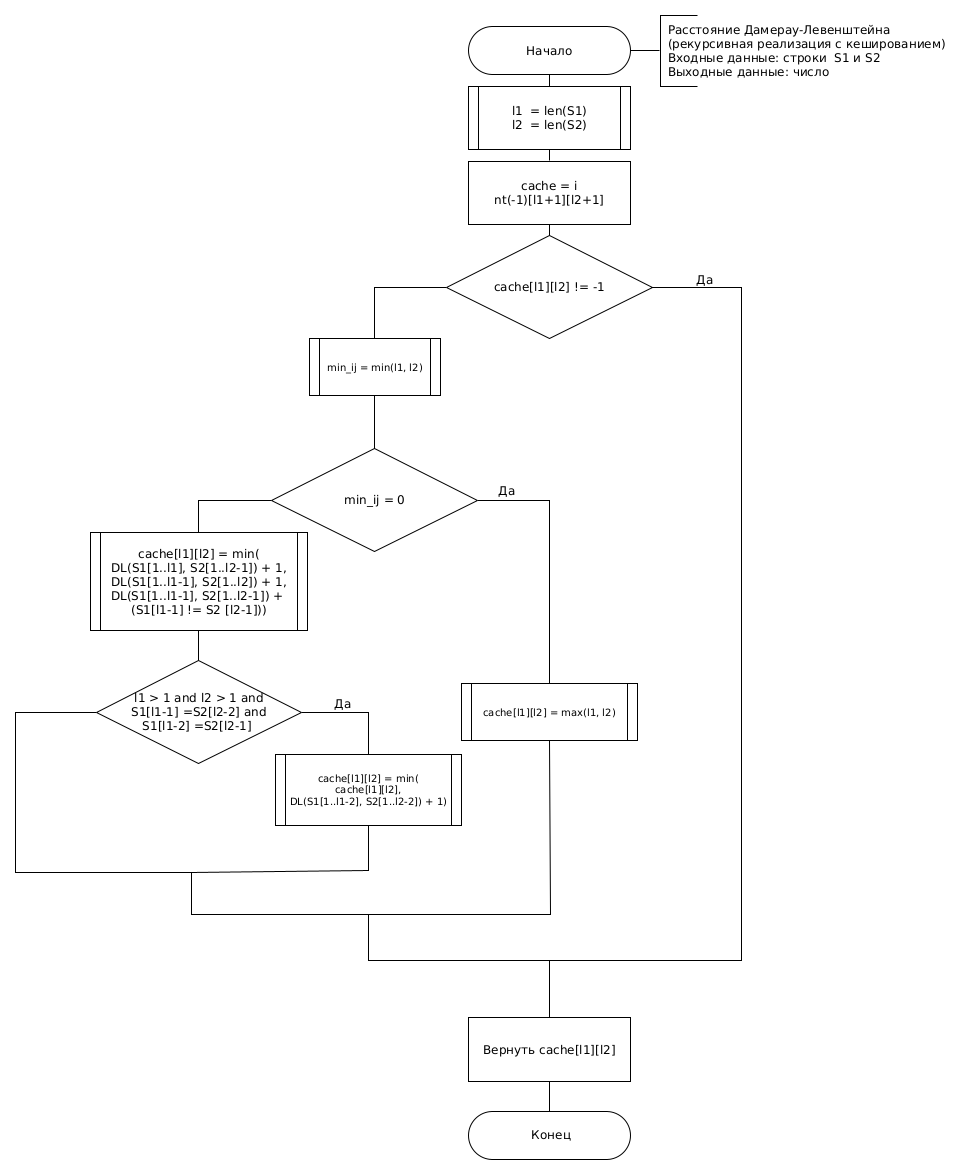 Начало
Расстояние Дамерау-Левенштейна
(рекурсивная реализация с кешированием)
Входные данные: строки S1 и S2
Выходные данные: число
l1 = len(S1)
l2 = len(S2)
cache = i
nt(-1)[l1+1][l2+1]
cache[l1][l2] != -1
Да
min_ij = min(l1, l2)
min_ij = 0
Да
cache[l1][l2] = min(
DL(S1[1..l1], S2[1..l2-1]) + 1,
DL(S1[1..l1-1], S2[1..l2]) + 1,
DL(S1[1..l1-1], S2[1..l2-1]) +
(S1[l1-1] != S2 [l2-1]))
l1 > 1 and l2 > 1 and
S1[l1-1] =S2[l2-2] and
S1[l1-2] =S2[l2-1]
Да
cache[l1][l2] = max(l1, l2)
cache[l1][l2] = min(
cache[l1][l2],
DL(S1[1..l1-2], S2[1..l2-2]) + 1)
Вернуть cache[l1][l2]
Конец